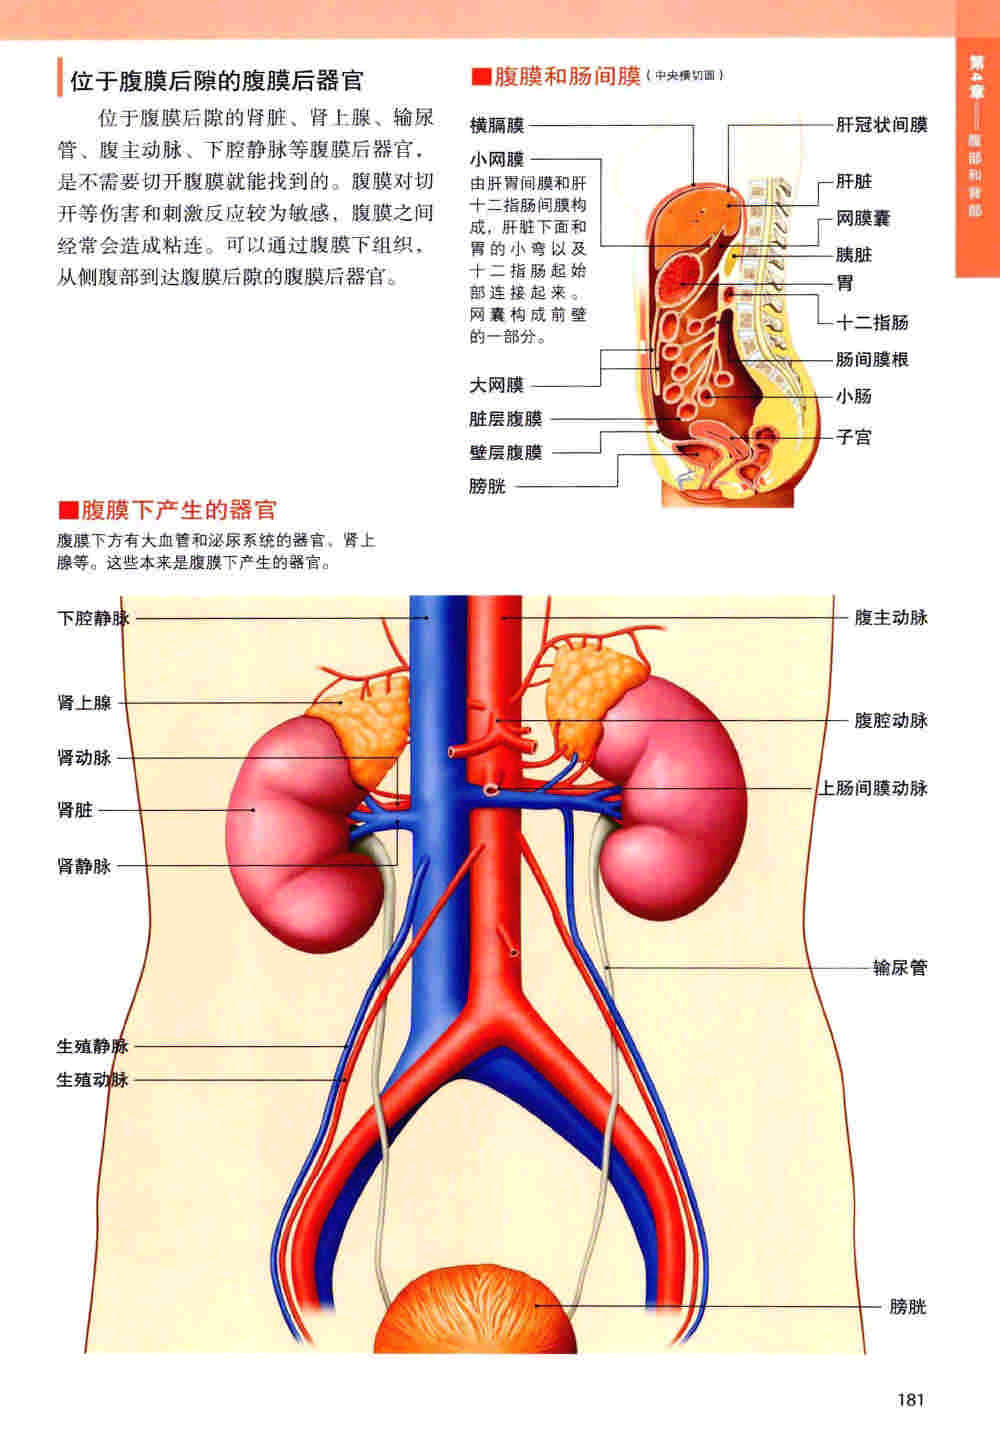 第4章——腹部和背部
位于腹膜后隙的腹膜后器官
位于腹膜后隙的肾脏、肾上腺、输尿
管、腹主动脉、下腔静脉等腹膜后器官，
是不需要切开腹膜就能找到的。腹膜对切
开等伤害和刺激反应较为敏感，腹膜之间
经常会造成粘连。可以通过腹膜下组织，
从侧腹部到达腹膜后隙的腹膜后器官。
■腹膜和肠间膜（中央横切面）
横膈膜
小网膜
由肝胃间膜和肝
十二指肠间膜构
成，肝脏下面和
胃的小弯以及
十二指肠起始
部连接起来。
网囊构成前壁
的一部分。
大网膜
脏层腹膜
壁层腹膜
膀胱
肝冠状间膜
肝脏
网膜囊
胰脏
胃
十二指肠
肠间膜根
小肠
子宫
■腹膜下产生的器官
腹膜下方有大血管和泌尿系统的器官、肾上
腺等。这些本来是腹膜下产生的器官。
下腔静脉
肾上腺
肾动脉
肾脏
肾静脉
生殖静脉
生殖动脉
腹主动脉
腹腔动脉
上肠间膜动脉
输尿管
膀胱
181